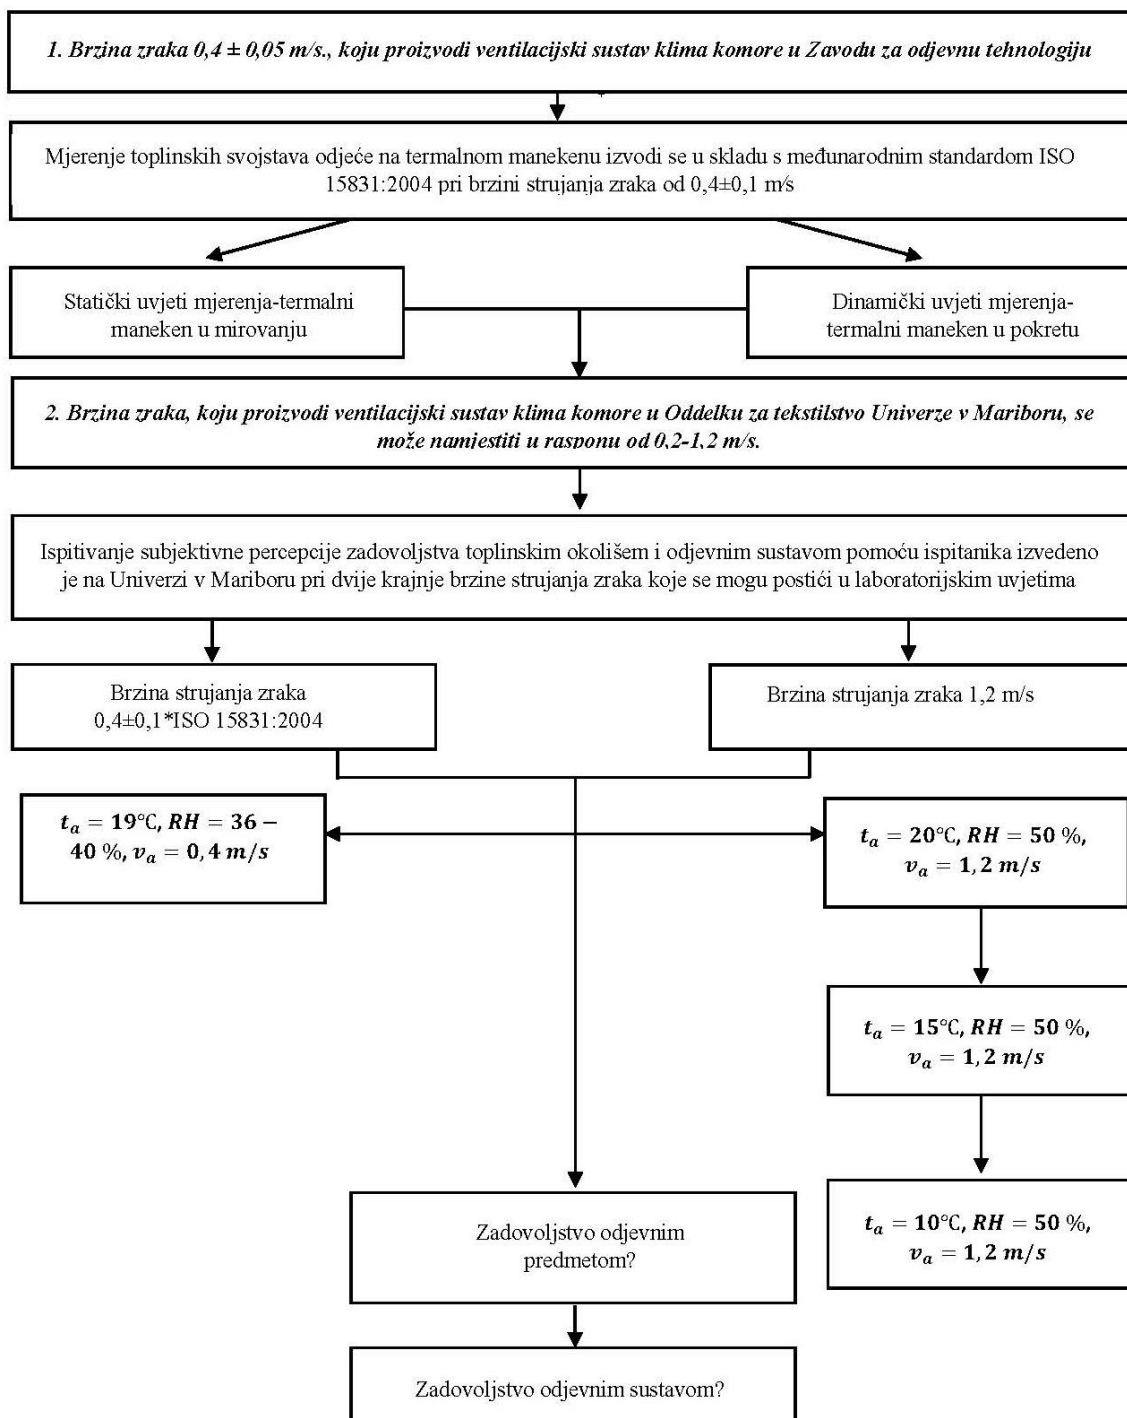 1. Brzina zraka 0,4 ± 0,05 m/s., koju proizvodi ventilacijski sustav klima komore u Zavodu za odjevnu tehnologiju
Mjerenje toplinskih svojstava odjeće na termalnom manekenu izvodi se u skladu s međunarodnim standardom ISO
15831:2004 pri brzini strujanja zraka od 0,4±0,1 m/s
Statički uvjeti mjerenja-termalni
maneken u mirovanju
Dinamički uvjeti mjerenja-
termalni maneken u pokretu
2. Brzina zraka, koju proizvodi ventilacijski sustav klima komore u Oddelku za tekstilstvo Univerze v Mariboru, se
može namjestiti u rasponu od 0,2-1,2 m/s.
Ispitivanje subjektivne percepcije zadovoljstva toplinskim okolišem i odjevnim sustavom pomoću ispitanika izvedeno
je na Univerzi v Mariboru pri dvije krajnje brzine strujanja zraka koje se mogu postići u laboratorijskim uvjetima
Brzina strujanja zraka
0,4±0,1*ISO 15831:2004
Brzina strujanja zraka 1,2 m/s
t_a = 19°C, RH = 36 –
40 %, v_a = 0,4 m/s
t_a = 20°C, RH = 50 %,
v_a = 1,2 m/s
t_a = 15°C, RH = 50 %,
v_a = 1,2 m/s
t_a = 10°C, RH = 50 %,
v_a = 1,2 m/s
Zadovoljstvo odjevnim
predmetom?
Zadovoljstvo odjevnim sustavom?